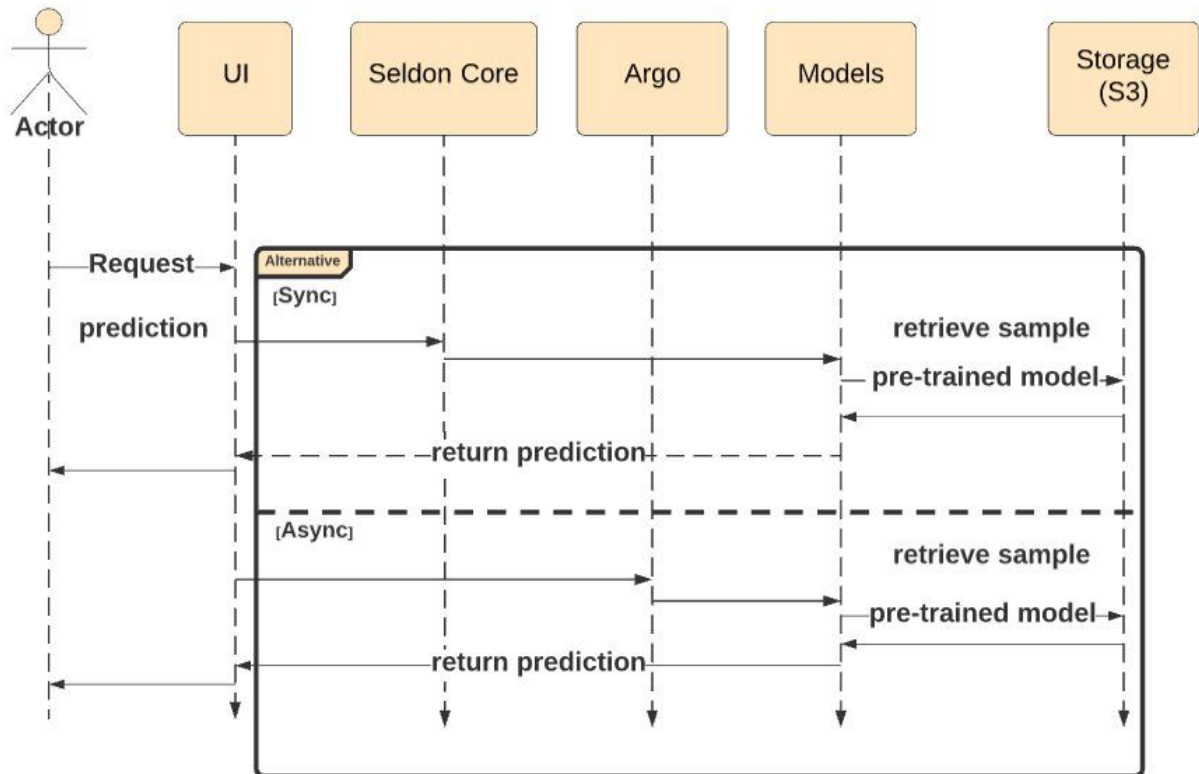 UI
Seldon Core
Argo
Models
Storage
(S3)
Actor
Request
prediction
Alternative
[Sync]
retrieve sample
pre-trained model
return prediction
[Async]
retrieve sample
pre-trained model
return prediction